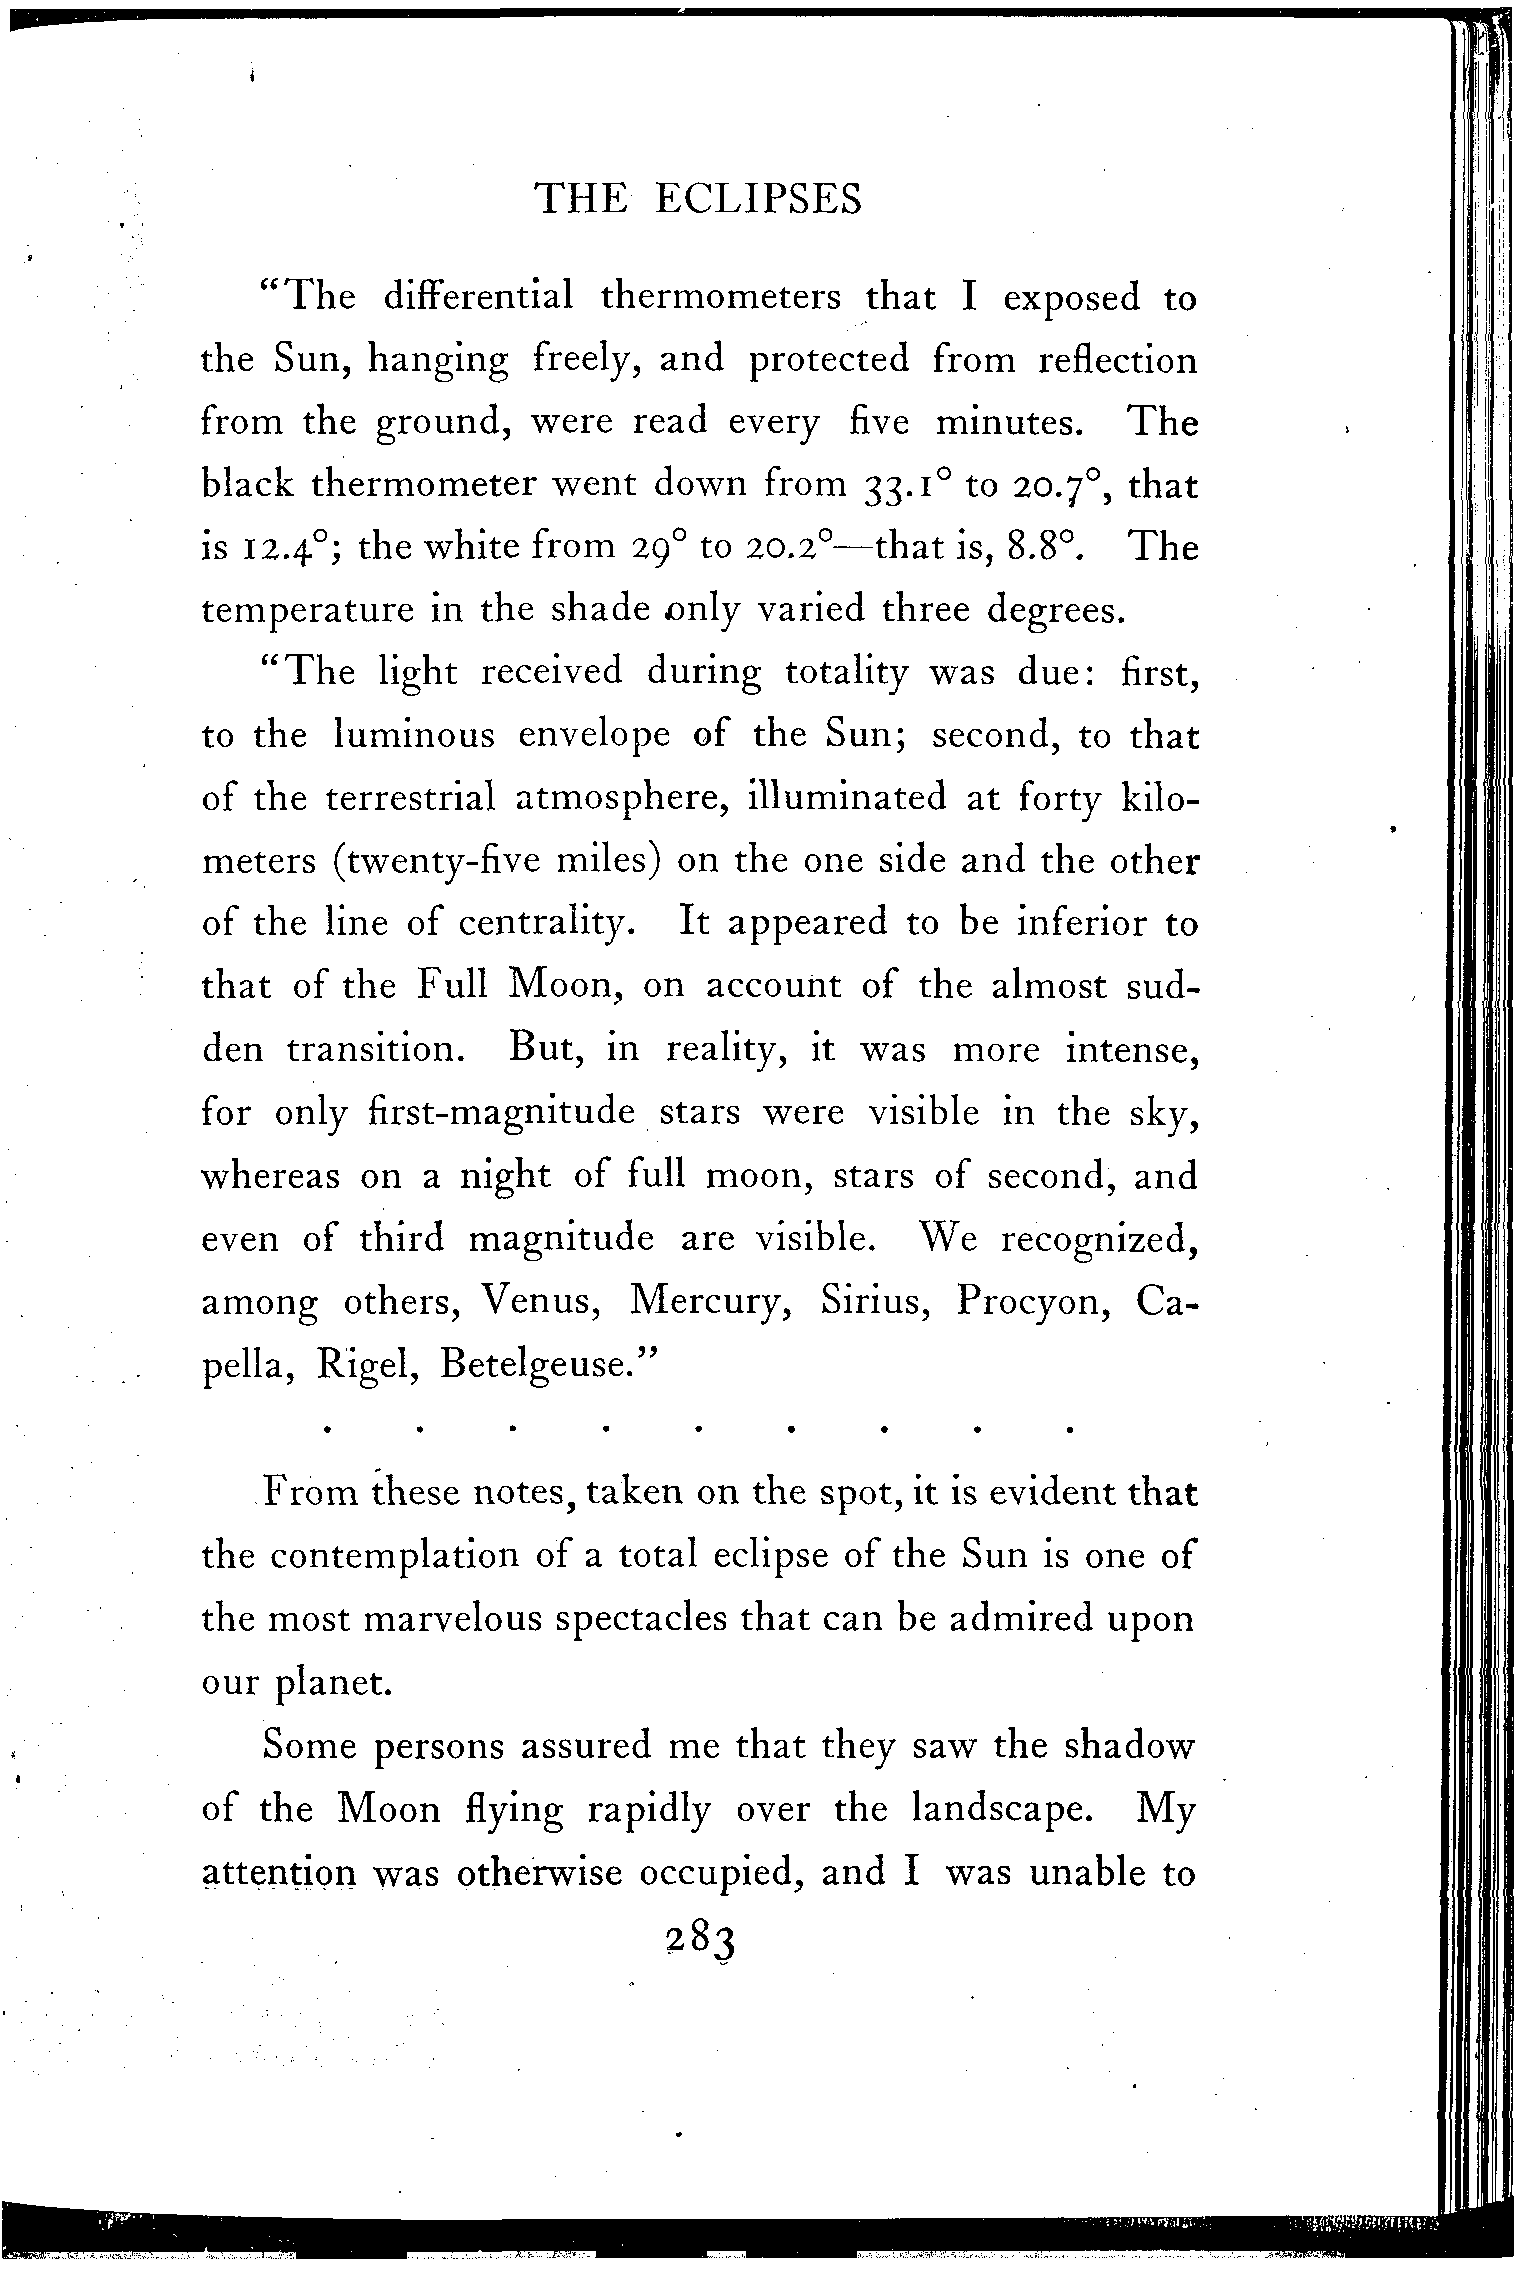 THE ECLIPSES
“The differential thermometers that I exposed to
the Sun, hanging freely, and protected from reflection
from the ground, were read every five minutes. The
black thermometer went down from 33.1° to 20.7°, that
is 12.4°; the white from 29° to 20.2°—that is, 8.8°. The
temperature in the shade only varied three degrees.
“The light received during totality was due: first,
to the luminous envelope of the Sun; second, to that
of the terrestrial atmosphere, illuminated at forty kilo-
meters (twenty-five miles) on the one side and the other
of the line of centrality. It appeared to be inferior to
that of the Full Moon, on account of the almost sud-
den transition. But, in reality, it was more intense,
for only first-magnitude stars were visible in the sky,
whereas on a night of full moon, stars of second, and
even of third magnitude are visible. We recognized,
among others, Venus, Mercury, Sirius, Procyon, Ca-
pella, Rigel, Betelgeuse.”
. . . . . . . . .
From these notes, taken on the spot, it is evident that
the contemplation of a total eclipse of the Sun is one of
the most marvelous spectacles that can be admired upon
our planet.
Some persons assured me that they saw the shadow
of the Moon flying rapidly over the landscape. My
attention was otherwise occupied, and I was unable to
283